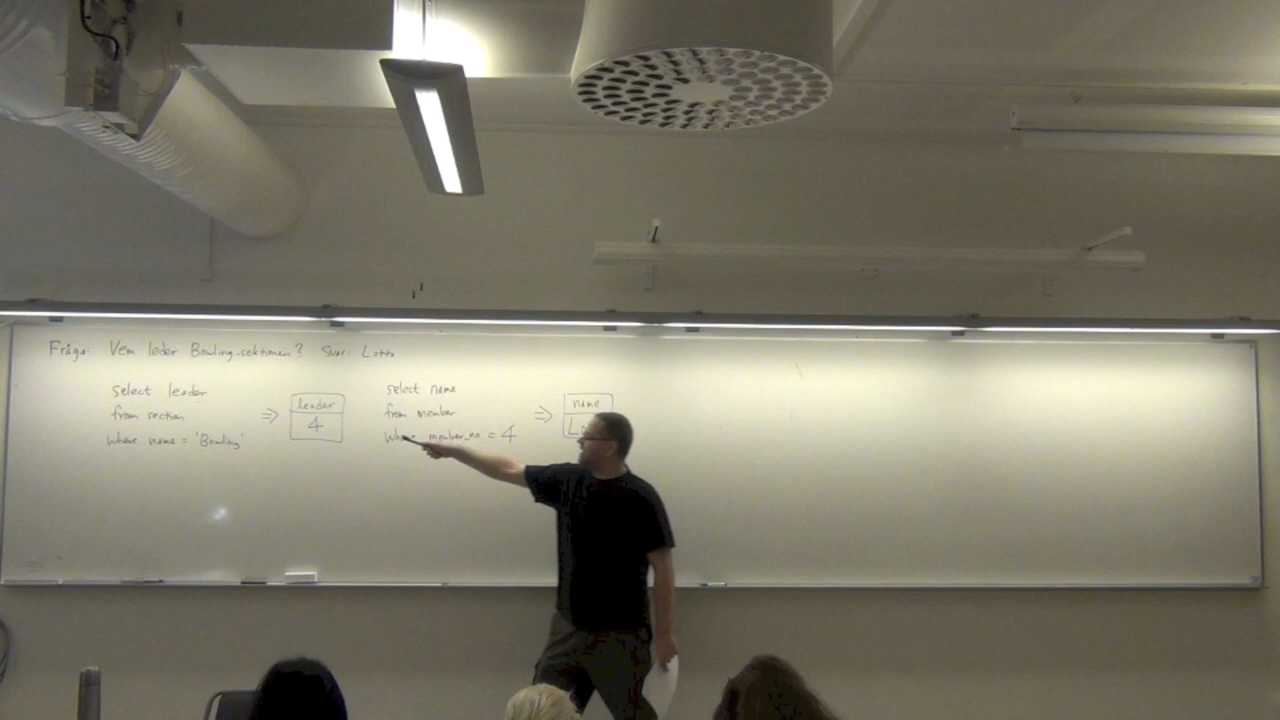 Fråga: Vem leder Bowling-sektionen? Svar: Lotta
select leader
from section
where name = 'Bowling'
⇒
leader
4
select name
from member
where member_no = 4
⇒
name